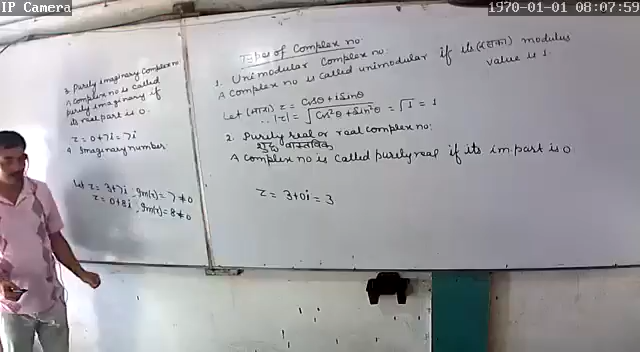 IP Camera
1970-01-01 08:07:59
Types of Complex no:
1. Unimodular Complex no:
A complex no is called unimodular if its (इसका) modulus
value is 1.
Let (माना) z = cosθ + isinθ
∴ |z| = √cos²θ + sin²θ = √1 = 1
2. Purely real or real complex no:
शुद्ध वास्तविक
A complex no is called purely real if its im. part is 0
z = 3+0i = 3
3. Purely imaginary complex no
A complex no is called
purely imaginary if
its real part is 0.
z = 0+7i = 7i
4. Imaginary number
Let z = 3+7i, Im(z) = 7 ≠ 0
z = 0+8i, Im(z) = 8 ≠ 0